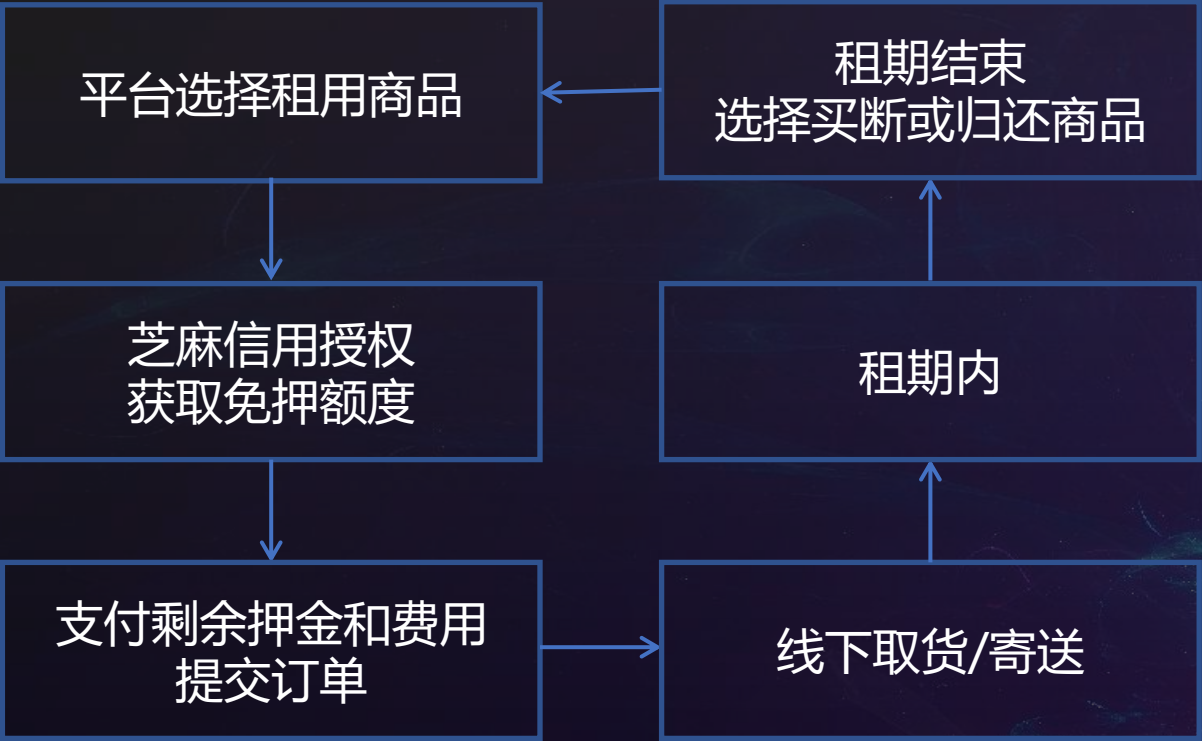 平台选择租用商品
租期结束
选择买断或归还商品
芝麻信用授权
获取免押额度
租期内
支付剩余押金和费用
提交订单
线下取货/寄送